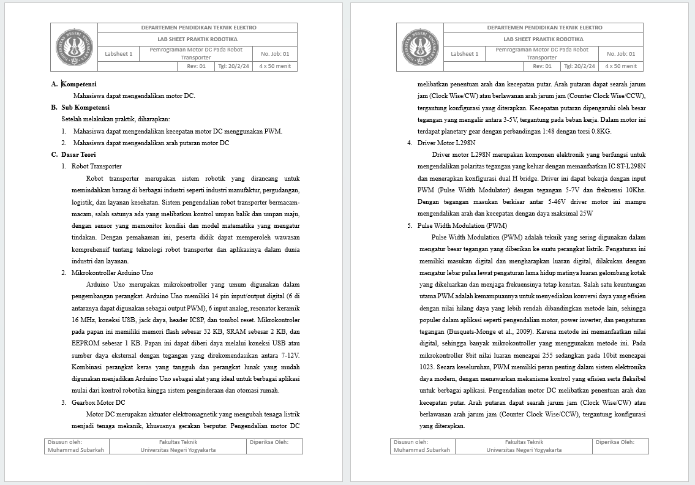 DEPARTEMEN PENDIDIKAN TEKNIK ELEKTRO
LAB SHEET PRAKTIK ROBOTIKA
Labsheet 1
Pemrograman Motor DC Pada Robot Transporter
No. Job: 01
Rev: 01
Tgl: 20/2/24
4 x 50 menit
A. Kompetensi
Mahasiswa dapat mengendalikan motor DC.
B. Sub Kompetensi
Setelah melakukan praktik, diharapkan:
1. Mahasiswa dapat mengendalikan kecepatan motor DC menggunakan PWM.
2. Mahasiswa dapat mengendalikan arah putaran motor DC
C. Dasar Teori
1. Robot Transporter
Robot transporter merupakan sistem robotik yang dirancang untuk
memindahkan barang di berbagai industri seperti industri manufaktur, pergudangan,
logistik, dan layanan kesehatan. Sistem pengendalian robot transporter bermacam-
macam, salah satunya ada yang melibatkan kontrol umpan balik dan umpan maju,
dengan sensor yang memonitor kondisi dan model matematika yang mengatur
tindakan. Dengan pemahaman ini, peserta didik dapat memperoleh wawasan
komprehensif tentang teknologi robot transporter dan aplikasinya dalam dunia
industri dan layanan.
2. Mikrokontroler Arduino Uno
Arduino Uno merupakan mikrokontroler yang umum digunakan dalam
pengembangan perangkat. Arduino Uno memiliki 14 pin input/output digital (6 di
antaranya dapat digunakan sebagai output PWM), 6 input analog, resonator keramik
16 MHz, koneksi USB, jack daya, header ICSP, dan tombol reset. Mikrokontroler
pada papan ini memiliki memori flash sebesar 32 KB, SRAM sebesar 2 KB, dan
EEPROM sebesar 1 KB. Papan ini dapat diberi daya melalui koneksi USB atau
sumber daya eksternal dengan tegangan yang direkomendasikan antara 7-12V.
Kombinasi perangkat keras yang tangguh dan perangkat lunak yang mudah
digunakan menjadikan Arduino Uno sebagai alat yang ideal untuk berbagai aplikasi
mulai dari kontrol robotika hingga sistem penginderaan dan otomasi rumah.
3. Gearbox Motor DC
Motor DC merupakan aktuator elektromagnetik yang mengubah tenaga listrik
menjadi tenaga mekanik, khususnya gerakan berputar. Pengendalian motor DC
Disusun oleh:
Muhammad Subarkah
Fakultas Teknik
Universitas Negeri Yogyakarta
Diperiksa Oleh:
DEPARTEMEN PENDIDIKAN TEKNIK ELEKTRO
LAB SHEET PRAKTIK ROBOTIKA
Labsheet 1
Pemrograman Motor DC Pada Robot Transporter
No. Job: 01
Rev: 01
Tgl: 20/2/24
4 x 50 menit
melibatkan penentuan arah dan kecepatan putar. Arah putaran dapat searah jarum
jam (Clock Wise/CW) atau berlawanan arah jarum jam (Counter Clock Wise/CCW),
tergantung konfigurasi yang diterapkan. Kecepatan putaran dipengaruhi oleh besar
tegangan yang mengalir antara 3-5V, tergantung pada beban kerja. Dalam motor ini
terdapat planetary gear dengan perbandingan 1:48 dengan torsi 0.8KG.
4. Driver Motor L298N
Driver motor L298N merupakan komponen elektronik yang berfungsi untuk
mengendalikan polaritas tegangan yang keluar dengan memanfaatkan IC ST-L298N
dan menerapkan konfigurasi dual H bridge. Driver ini dapat bekerja dengan input
PWM (Pulse Width Modulator) dengan tegangan 5-7V dan frekuensi 10Khz.
Dengan tegangan masukan berkisar antar 5-46V driver motor ini mampu
mengendalikan arah dan kecepatan dengan daya maksimal 25W
5. Pulse Width Modulation (PWM)
Pulse Width Modulation (PWM) adalah teknik yang sering digunakan dalam
mengatur besar tegangan yang diberikan ke suatu perangkat listrik. Pengaturan ini
memiliki masukan digital dan mengharapkan luaran digital, dilakukan dengan
mengatur lebar pulsa lewat pengaturan lama hidup matinya luaran gelombang kotak
yang dikeluarkan dan menjaga frekuensinya tetap konstan. Salah satu keuntungan
utama PWM adalah kemampuannya untuk menyediakan konversi daya yang efisien
dengan nilai hilang daya yang lebih rendah dibandingkan metode lain, sehingga
populer dalam aplikasi seperti pengendalian motor, power inverter, dan pengaturan
tegangan (Busquets-Monge et al., 2009). Karena metode ini memanfaatkan nilai
digital, sehingga banyak mikrokontroler yang menggunakan metode ini. Pada
mikrokontroler 8bit nilai luaran mencapai 255 sedangkan pada 10bit mencapai
1023. Secara keseluruhan, PWM memiliki peran penting dalam sistem elektronika
daya modern, dengan menawarkan mekanisme kontrol yang efisien serta fleksibel
untuk berbagai aplikasi. Pengendalian motor DC melibatkan penentuan arah dan
kecepatan putar. Arah putaran dapat searah jarum jam (Clock Wise/CW) atau
berlawanan arah jarum jam (Counter Clock Wise/CCW), tergantung konfigurasi
yang diterapkan.
Disusun oleh:
Muhammad Subarkah
Fakultas Teknik
Universitas Negeri Yogyakarta
Diperiksa Oleh: